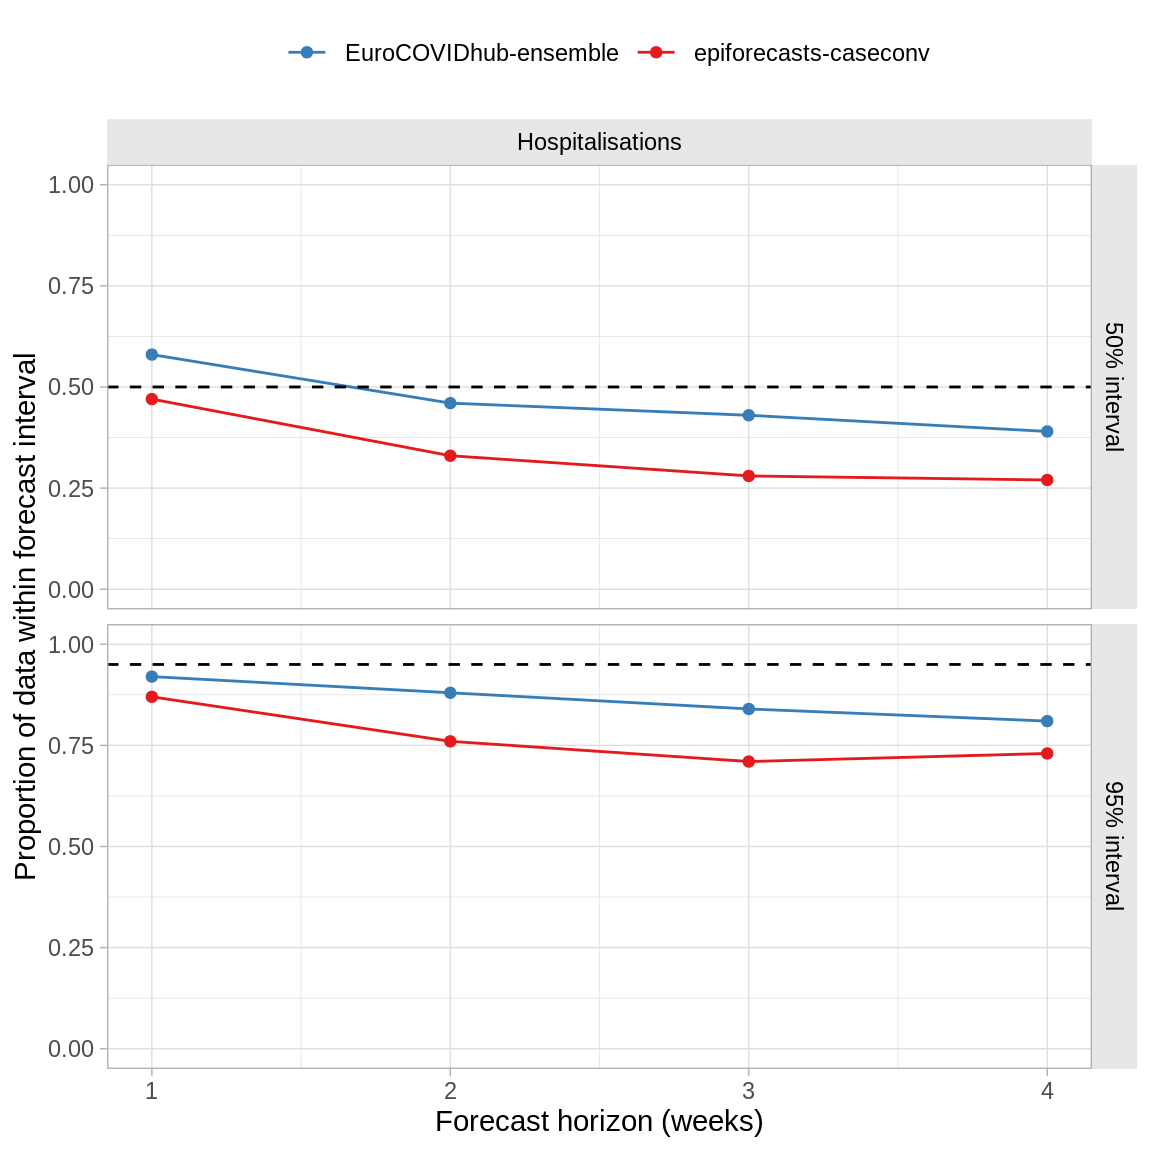 EuroCOVIDhub-ensemble epiforecasts-caseconv
Hospitalisations
Proportion of data within forecast interval
1.00
0.75
0.50
0.25
0.00
50% interval
1.00
0.75
0.50
0.25
0.00
95% interval
1 2 3 4
Forecast horizon (weeks)